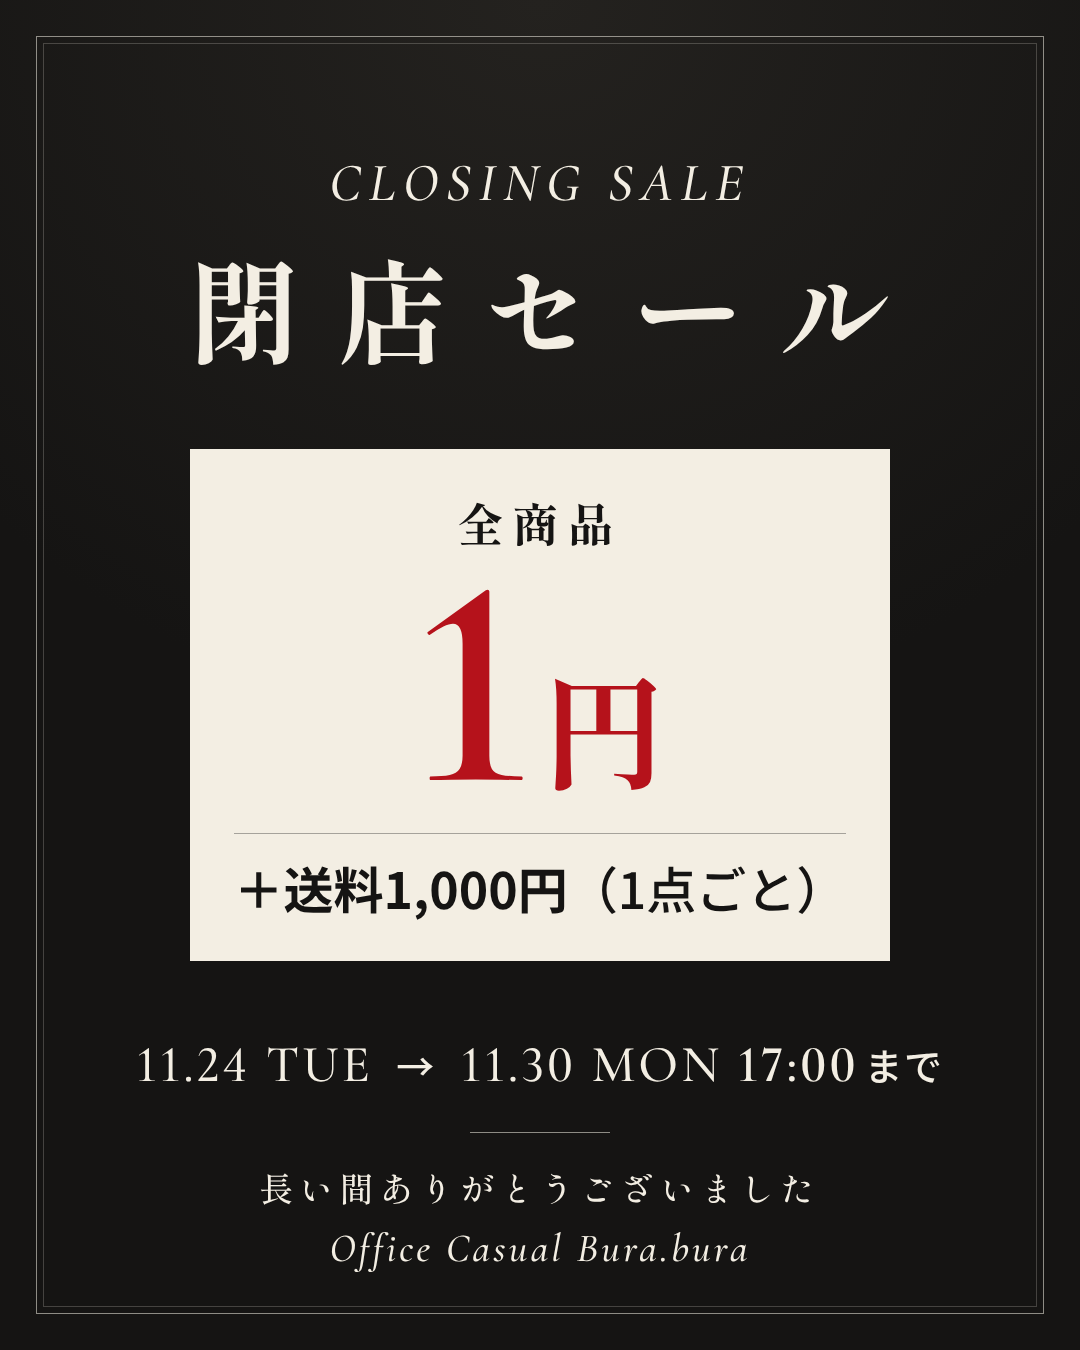 CLOSING SALE
閉店セール
全商品
1円
＋送料1,000円（1点ごと）
11.24 TUE → 11.30 MON 17:00 まで
長い間ありがとうございました
Office Casual Bura.bura